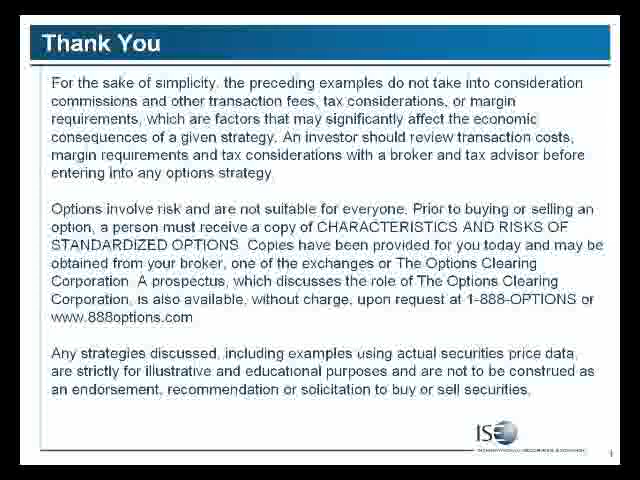 Thank You
For the sake of simplicity, the preceding examples do not take into consideration
commissions and other transaction fees, tax considerations, or margin
requirements, which are factors that may significantly affect the economic
consequences of a given strategy. An investor should review transaction costs,
margin requirements and tax considerations with a broker and tax advisor before
entering into any options strategy.
Options involve risk and are not suitable for everyone. Prior to buying or selling an
option, a person must receive a copy of CHARACTERISTICS AND RISKS OF
STANDARDIZED OPTIONS. Copies have been provided for you today and may be
obtained from your broker, one of the exchanges or The Options Clearing
Corporation. A prospectus, which discusses the role of The Options Clearing
Corporation, is also available, without charge, upon request at 1-888-OPTIONS or
www.888options.com
Any strategies discussed, including examples using actual securities price data,
are strictly for illustrative and educational purposes and are not to be construed as
an endorsement, recommendation or solicitation to buy or sell securities.
ISE
INTERNATIONAL SECURITIES EXCHANGE
1